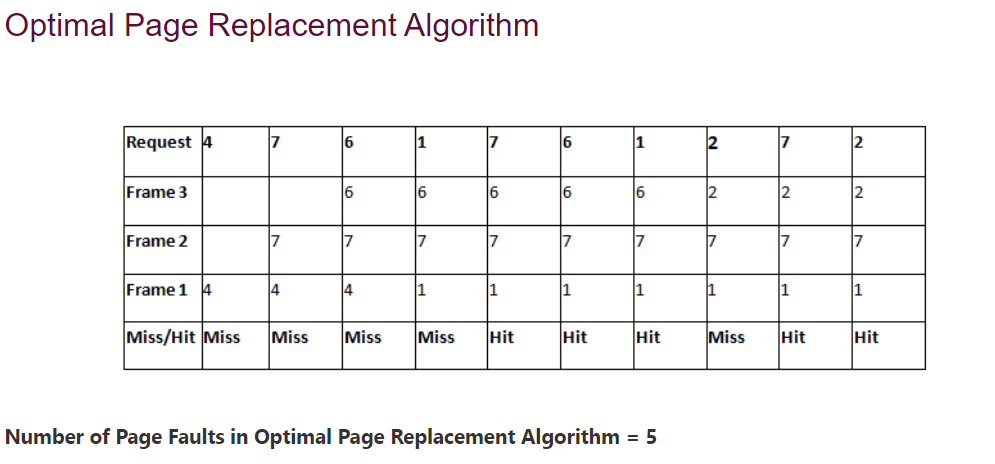 Optimal Page Replacement Algorithm
Request 4 7 6 1 7 6 1 2 7 2
Frame 3 6 6 6 6 6 2 2 2
Frame 2 7 7 7 7 7 7 7 7 7
Frame 1 4 4 4 1 1 1 1 1 1 1
Miss/Hit Miss Miss Miss Miss Hit Hit Hit Miss Hit Hit
Number of Page Faults in Optimal Page Replacement Algorithm = 5